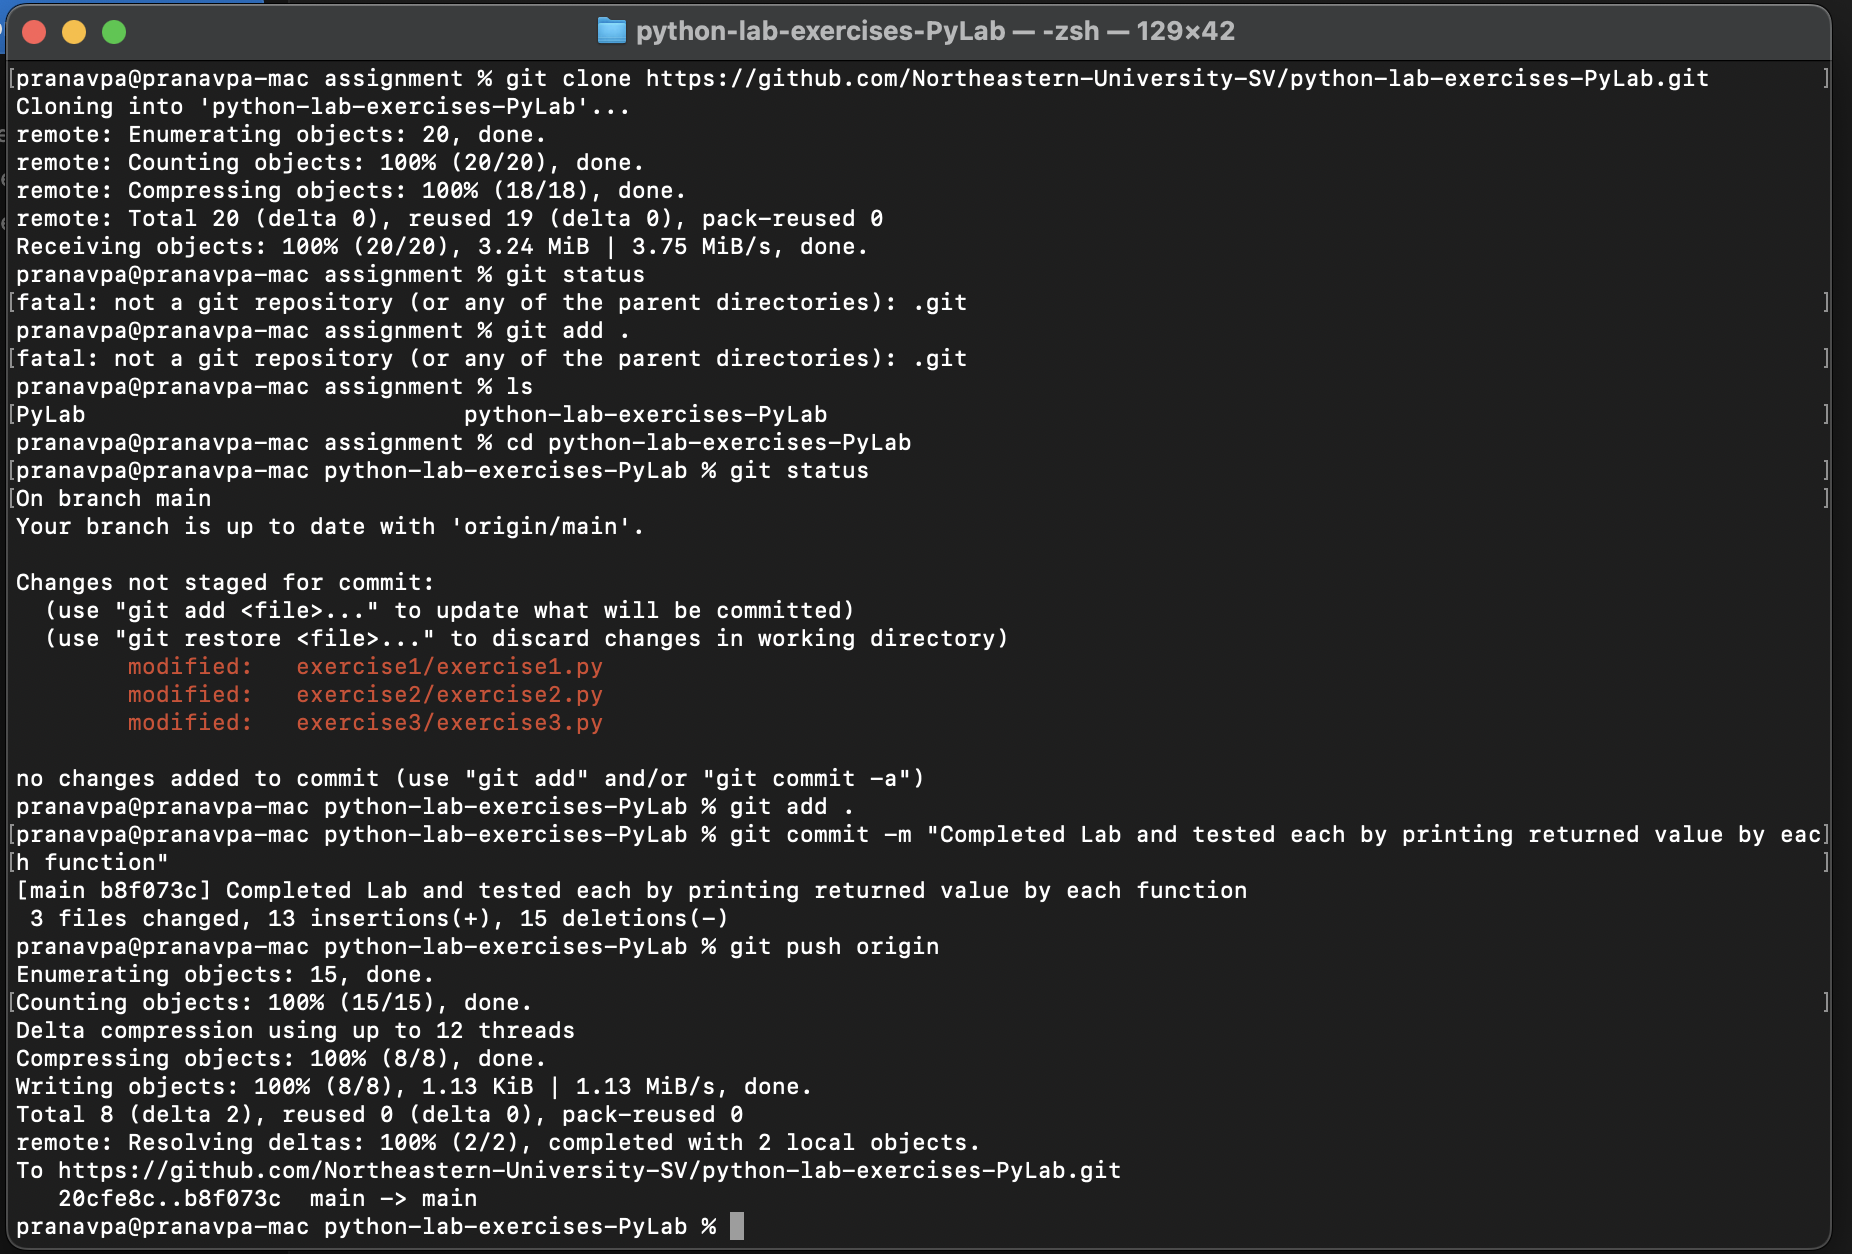 python-lab-exercises-PyLab — -zsh — 129×42
[pranavpa@pranavpa-mac assignment % git clone https://github.com/Northeastern-University-SV/python-lab-exercises-PyLab.git ]
Cloning into 'python-lab-exercises-PyLab'...
remote: Enumerating objects: 20, done.
remote: Counting objects: 100% (20/20), done.
remote: Compressing objects: 100% (18/18), done.
remote: Total 20 (delta 0), reused 19 (delta 0), pack-reused 0
Receiving objects: 100% (20/20), 3.24 MiB | 3.75 MiB/s, done.
pranavpa@pranavpa-mac assignment % git status
[fatal: not a git repository (or any of the parent directories): .git ]
pranavpa@pranavpa-mac assignment % git add .
[fatal: not a git repository (or any of the parent directories): .git ]
pranavpa@pranavpa-mac assignment % ls
[PyLab python-lab-exercises-PyLab ]
pranavpa@pranavpa-mac assignment % cd python-lab-exercises-PyLab
[pranavpa@pranavpa-mac python-lab-exercises-PyLab % git status ]
[On branch main ]
Your branch is up to date with 'origin/main'.
Changes not staged for commit:
(use "git add <file>..." to update what will be committed)
(use "git restore <file>..." to discard changes in working directory)
modified: exercise1/exercise1.py
modified: exercise2/exercise2.py
modified: exercise3/exercise3.py
no changes added to commit (use "git add" and/or "git commit -a")
pranavpa@pranavpa-mac python-lab-exercises-PyLab % git add .
[pranavpa@pranavpa-mac python-lab-exercises-PyLab % git commit -m "Completed Lab and tested each by printing returned value by eac]
[h function" ]
[main b8f073c] Completed Lab and tested each by printing returned value by each function
3 files changed, 13 insertions(+), 15 deletions(-)
pranavpa@pranavpa-mac python-lab-exercises-PyLab % git push origin
Enumerating objects: 15, done.
[Counting objects: 100% (15/15), done. ]
Delta compression using up to 12 threads
Compressing objects: 100% (8/8), done.
Writing objects: 100% (8/8), 1.13 KiB | 1.13 MiB/s, done.
Total 8 (delta 2), reused 0 (delta 0), pack-reused 0
remote: Resolving deltas: 100% (2/2), completed with 2 local objects.
To https://github.com/Northeastern-University-SV/python-lab-exercises-PyLab.git
20cfe8c..b8f073c main -> main
pranavpa@pranavpa-mac python-lab-exercises-PyLab %